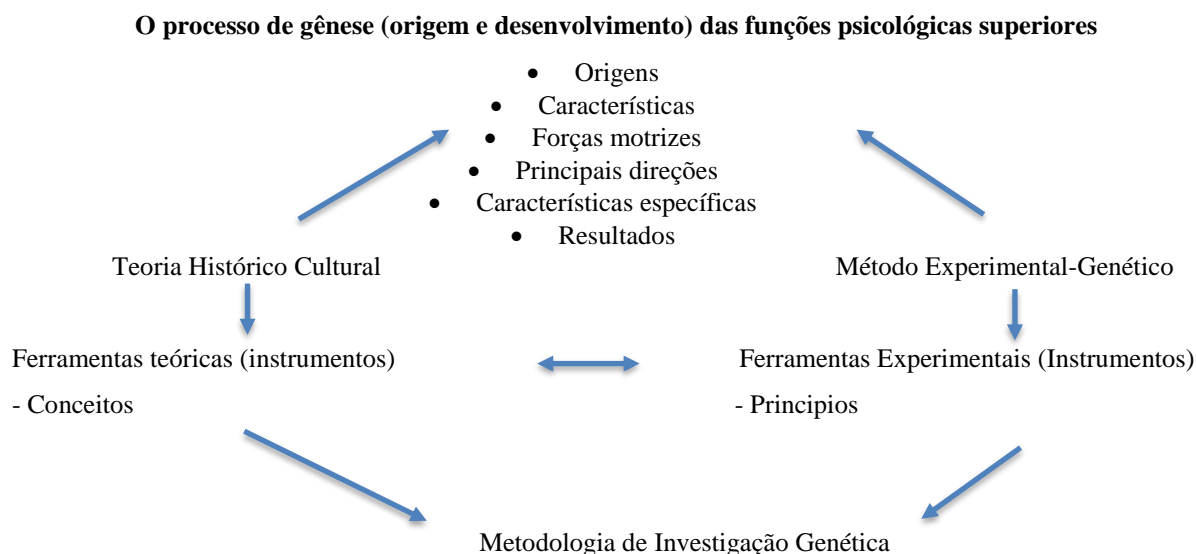 O processo de gênese (origem e desenvolvimento) das funções psicológicas superiores
• Origens
• Características
• Forças motrizes
• Principais direções
• Características específicas
• Resultados
Teoria Histórico Cultural
Método Experimental-Genético
Ferramentas teóricas (instrumentos)
Ferramentas Experimentais (Instrumentos)
- Conceitos
- Principios
Metodologia de Investigação Genética